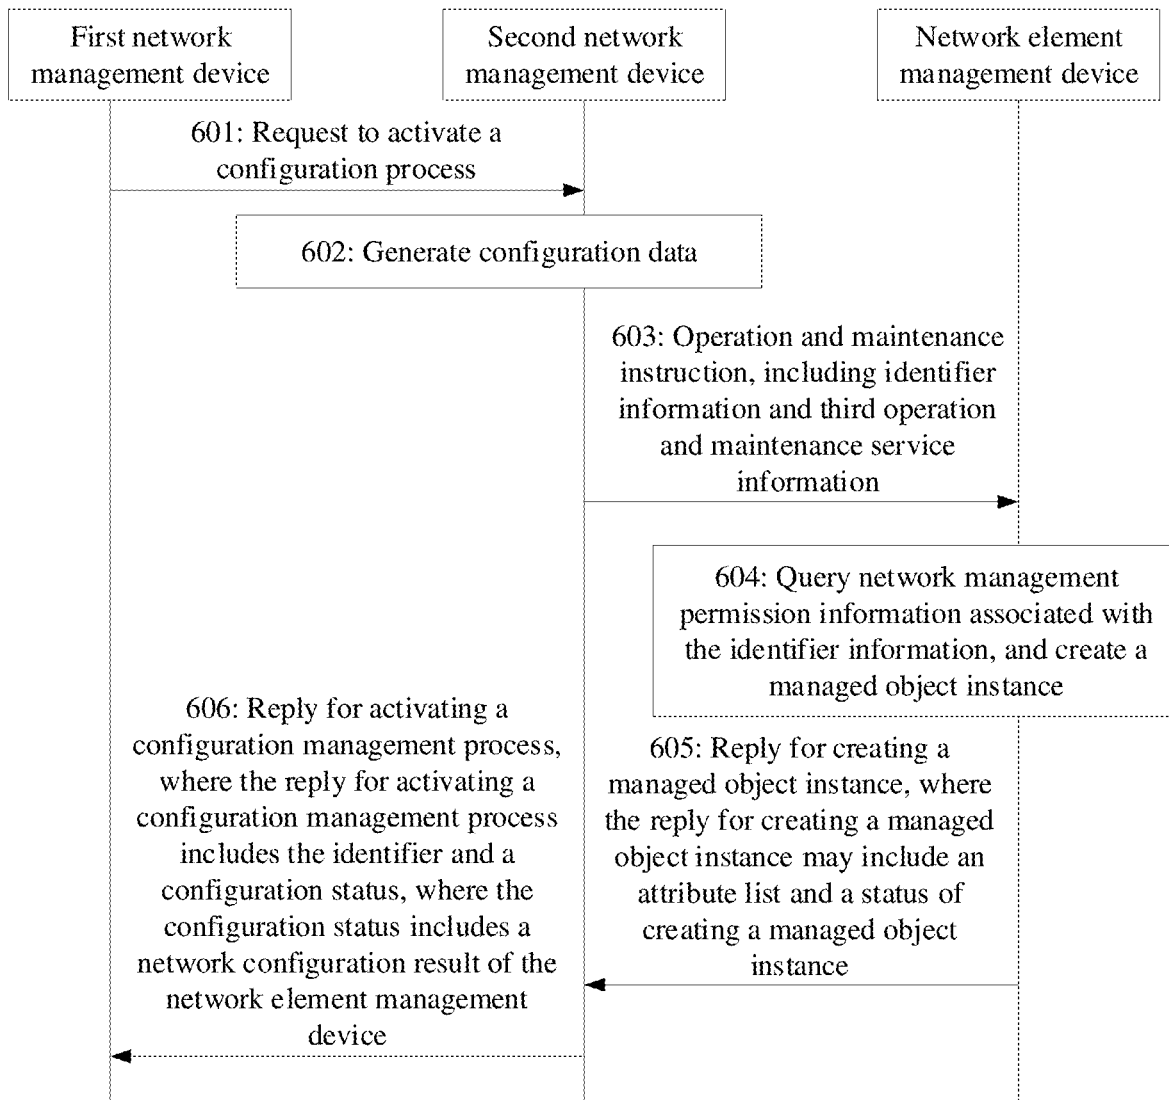 First network
management device
Second network
management device
Network element
management device
601: Request to activate a
configuration process
602: Generate configuration data
603: Operation and maintenance
instruction, including identifier
information and third operation
and maintenance service
information
604: Query network management
permission information associated with
the identifier information, and create a
managed object instance
605: Reply for creating a
managed object instance, where
the reply for creating a managed
object instance may include an
attribute list and a status of
creating a managed object
instance
606: Reply for activating a
configuration management process,
where the reply for activating a
configuration management process
includes the identifier and a
configuration status, where the
configuration status includes a
network configuration result of the
network element management
device